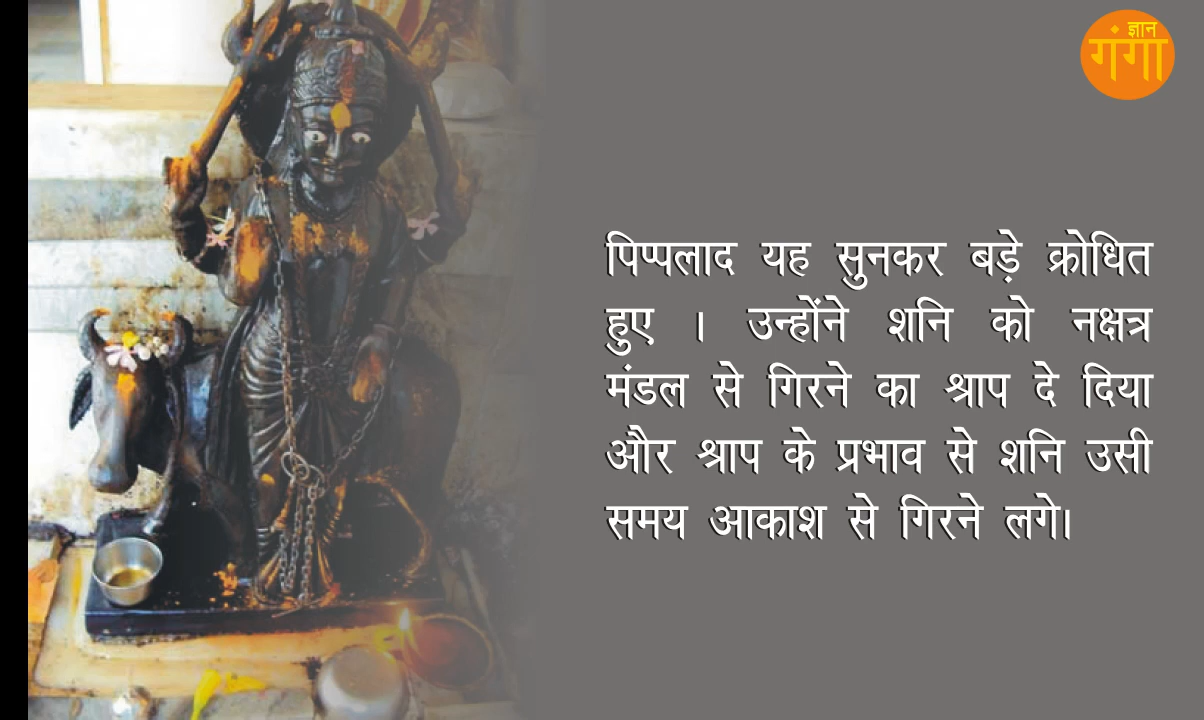 ज्ञान
गंगा
पिप्पलाद यह सुनकर बड़े क्रोधित
हुए । उन्होंने शनि को नक्षत्र
मंडल से गिरने का श्राप दे दिया
और श्राप के प्रभाव से शनि उसी
समय आकाश से गिरने लगे।